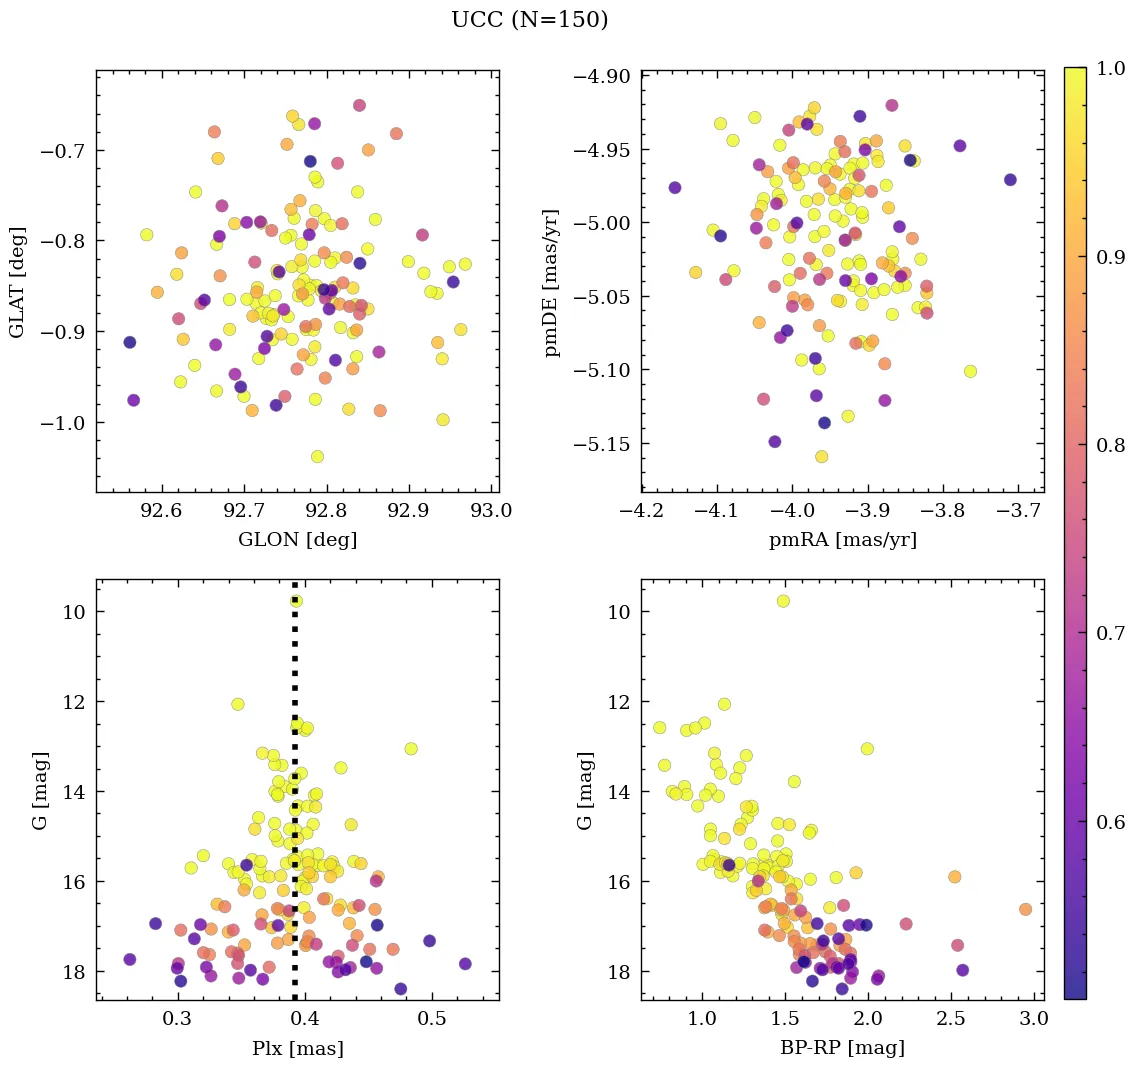 UCC (N=150)
−0.7
−0.8
−0.9
−1.0
GLAT [deg]
92.6 92.7 92.8 92.9 93.0
GLON [deg]
−4.90
−4.95
−5.00
−5.05
−5.10
−5.15
pmDE [mas/yr]
−4.2 −4.1 −4.0 −3.9 −3.8 −3.7
pmRA [mas/yr]
10
12
14
16
18
G [mag]
0.3 0.4 0.5
Plx [mas]
10
12
14
16
18
G [mag]
1.0 1.5 2.0 2.5 3.0
BP-RP [mag]
1.0
0.9
0.8
0.7
0.6